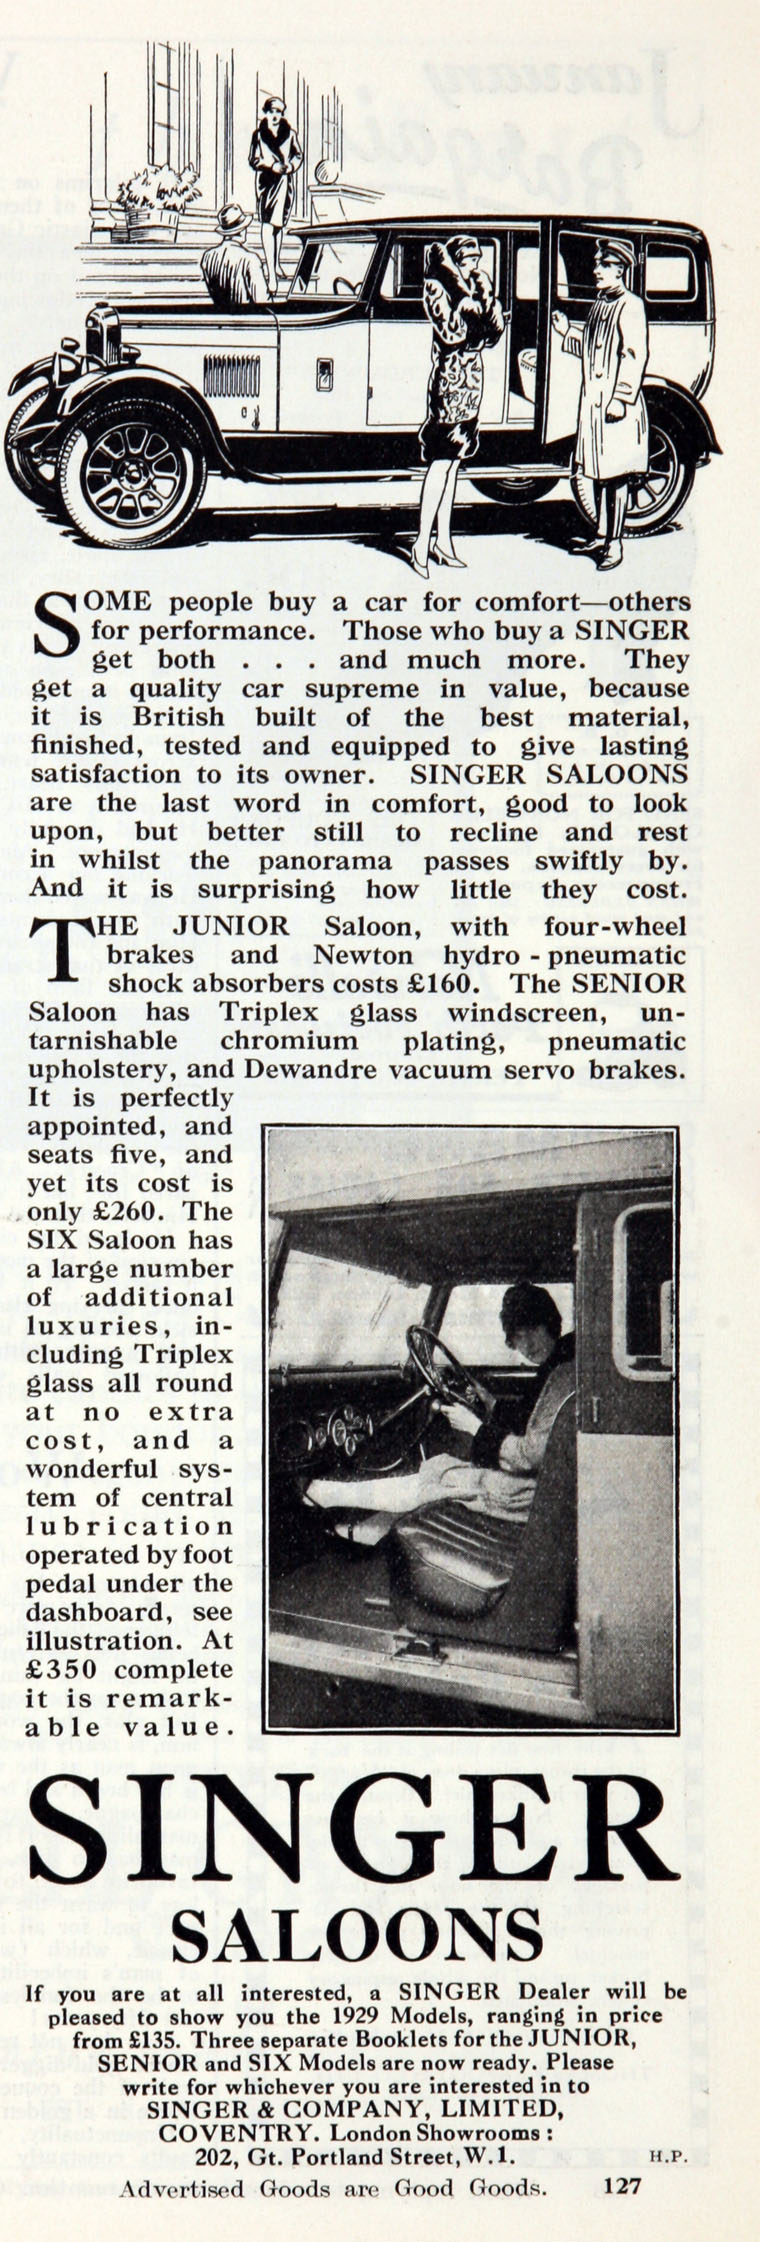 SOME people buy a car for comfort—others
for performance. Those who buy a SINGER
get both . . . and much more. They
get a quality car supreme in value, because
it is British built of the best material,
finished, tested and equipped to give lasting
satisfaction to its owner. SINGER SALOONS
are the last word in comfort, good to look
upon, but better still to recline and rest
in whilst the panorama passes swiftly by.
And it is surprising how little they cost.
THE JUNIOR Saloon, with four-wheel
brakes and Newton hydro-pneumatic
shock absorbers costs £160. The SENIOR
Saloon has Triplex glass windscreen, un-
tarnishable chromium plating, pneumatic
upholstery, and Dewandre vacuum servo brakes.
It is perfectly
appointed, and
seats five, and
yet its cost is
only £260. The
SIX Saloon has
a large number
of additional
luxuries, in-
cluding Triplex
glass all round
at no extra
cost, and a
wonderful sys-
tem of central
lubrication
operated by foot
pedal under the
dashboard, see
illustration. At
£350 complete
it is remark-
able value.
SINGER
SALOONS
If you are at all interested, a SINGER Dealer will be
pleased to show you the 1929 Models, ranging in price
from £135. Three separate Booklets for the JUNIOR,
SENIOR and SIX Models are now ready. Please
write for whichever you are interested in to
SINGER & COMPANY, LIMITED,
COVENTRY. London Showrooms:
202, Gt. Portland Street, W.1.
H.P.
Advertised Goods are Good Goods. 127